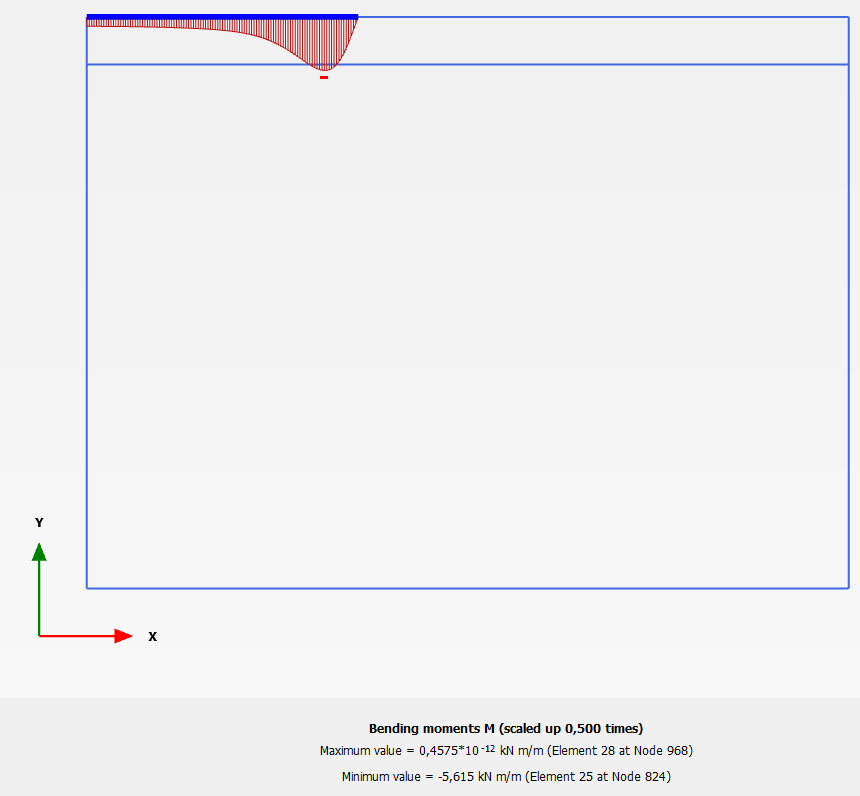 Y
X
Bending moments M (scaled up 0,500 times)
Maximum value = 0,4575*10⁻¹² kN m/m (Element 28 at Node 968)
Minimum value = -5,615 kN m/m (Element 25 at Node 824)